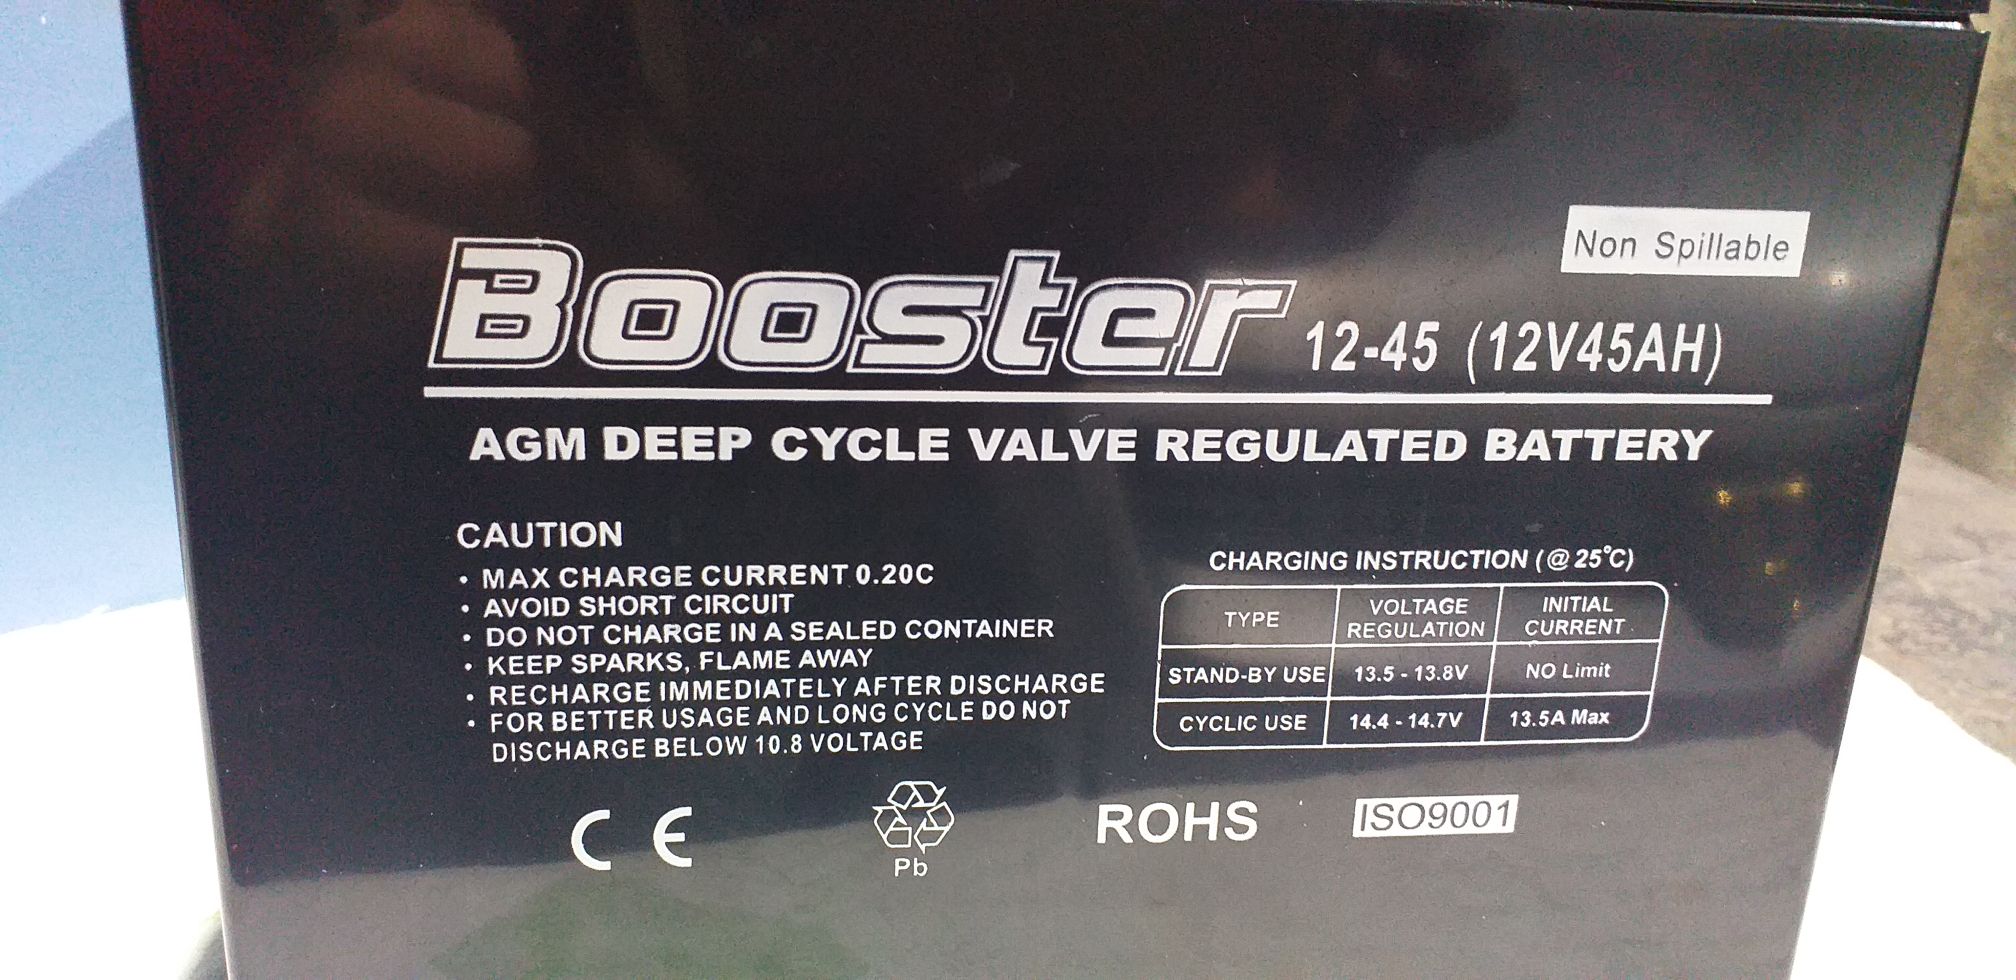 Non Spillable
Booster 12-45 (12V45AH)
AGM DEEP CYCLE VALVE REGULATED BATTERY
CAUTION
• MAX CHARGE CURRENT 0.20C
• AVOID SHORT CIRCUIT
• DO NOT CHARGE IN A SEALED CONTAINER
• KEEP SPARKS, FLAME AWAY
• RECHARGE IMMEDIATELY AFTER DISCHARGE
• FOR BETTER USAGE AND LONG CYCLE DO NOT
DISCHARGE BELOW 10.8 VOLTAGE
CHARGING INSTRUCTION (@ 25°C)
TYPE VOLTAGE REGULATION INITIAL CURRENT
STAND-BY USE 13.5 - 13.8V NO Limit
CYCLIC USE 14.4 - 14.7V 13.5A Max
CE
Pb
ROHS
ISO9001